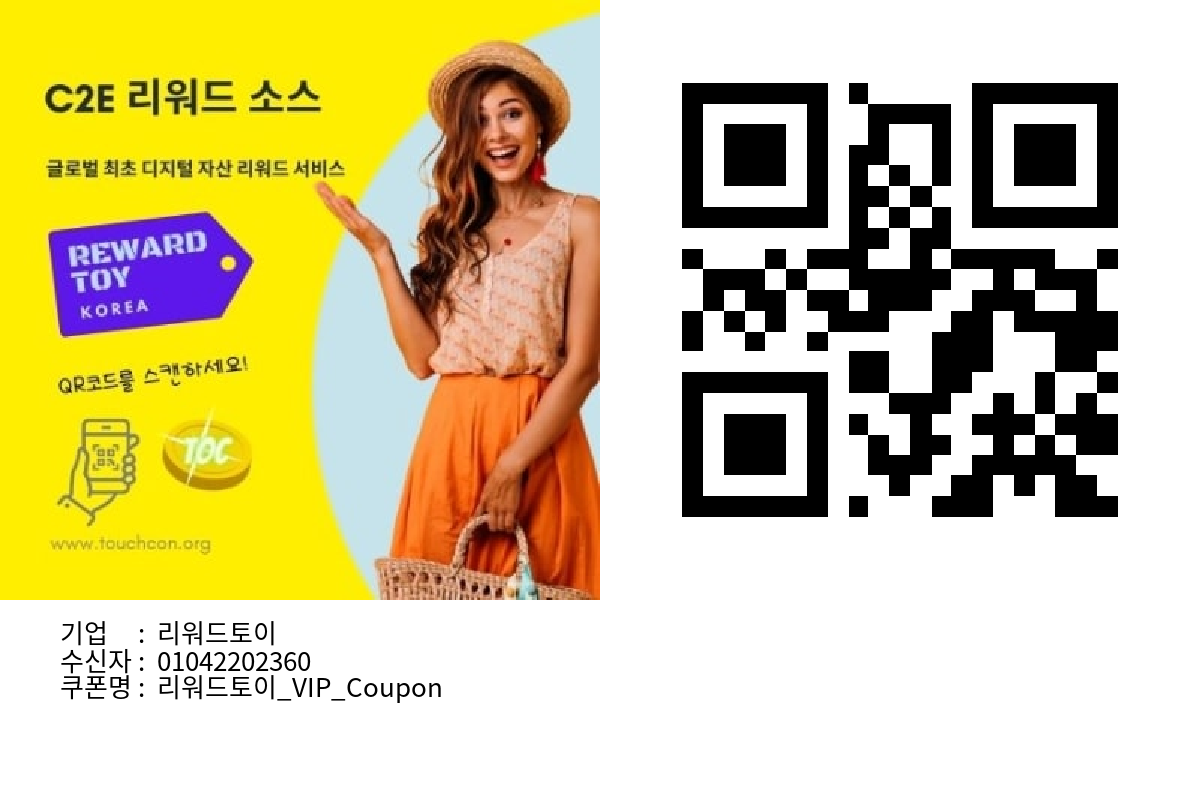 C2E 리워드 소스
글로벌 최초 디지털 자산 리워드 서비스
REWARD
TOY
KOREA
QR코드를 스캔하세요!
TOC
www.touchcon.org
기업 : 리워드토이
수신자 : 01042202360
쿠폰명 : 리워드토이_VIP_Coupon